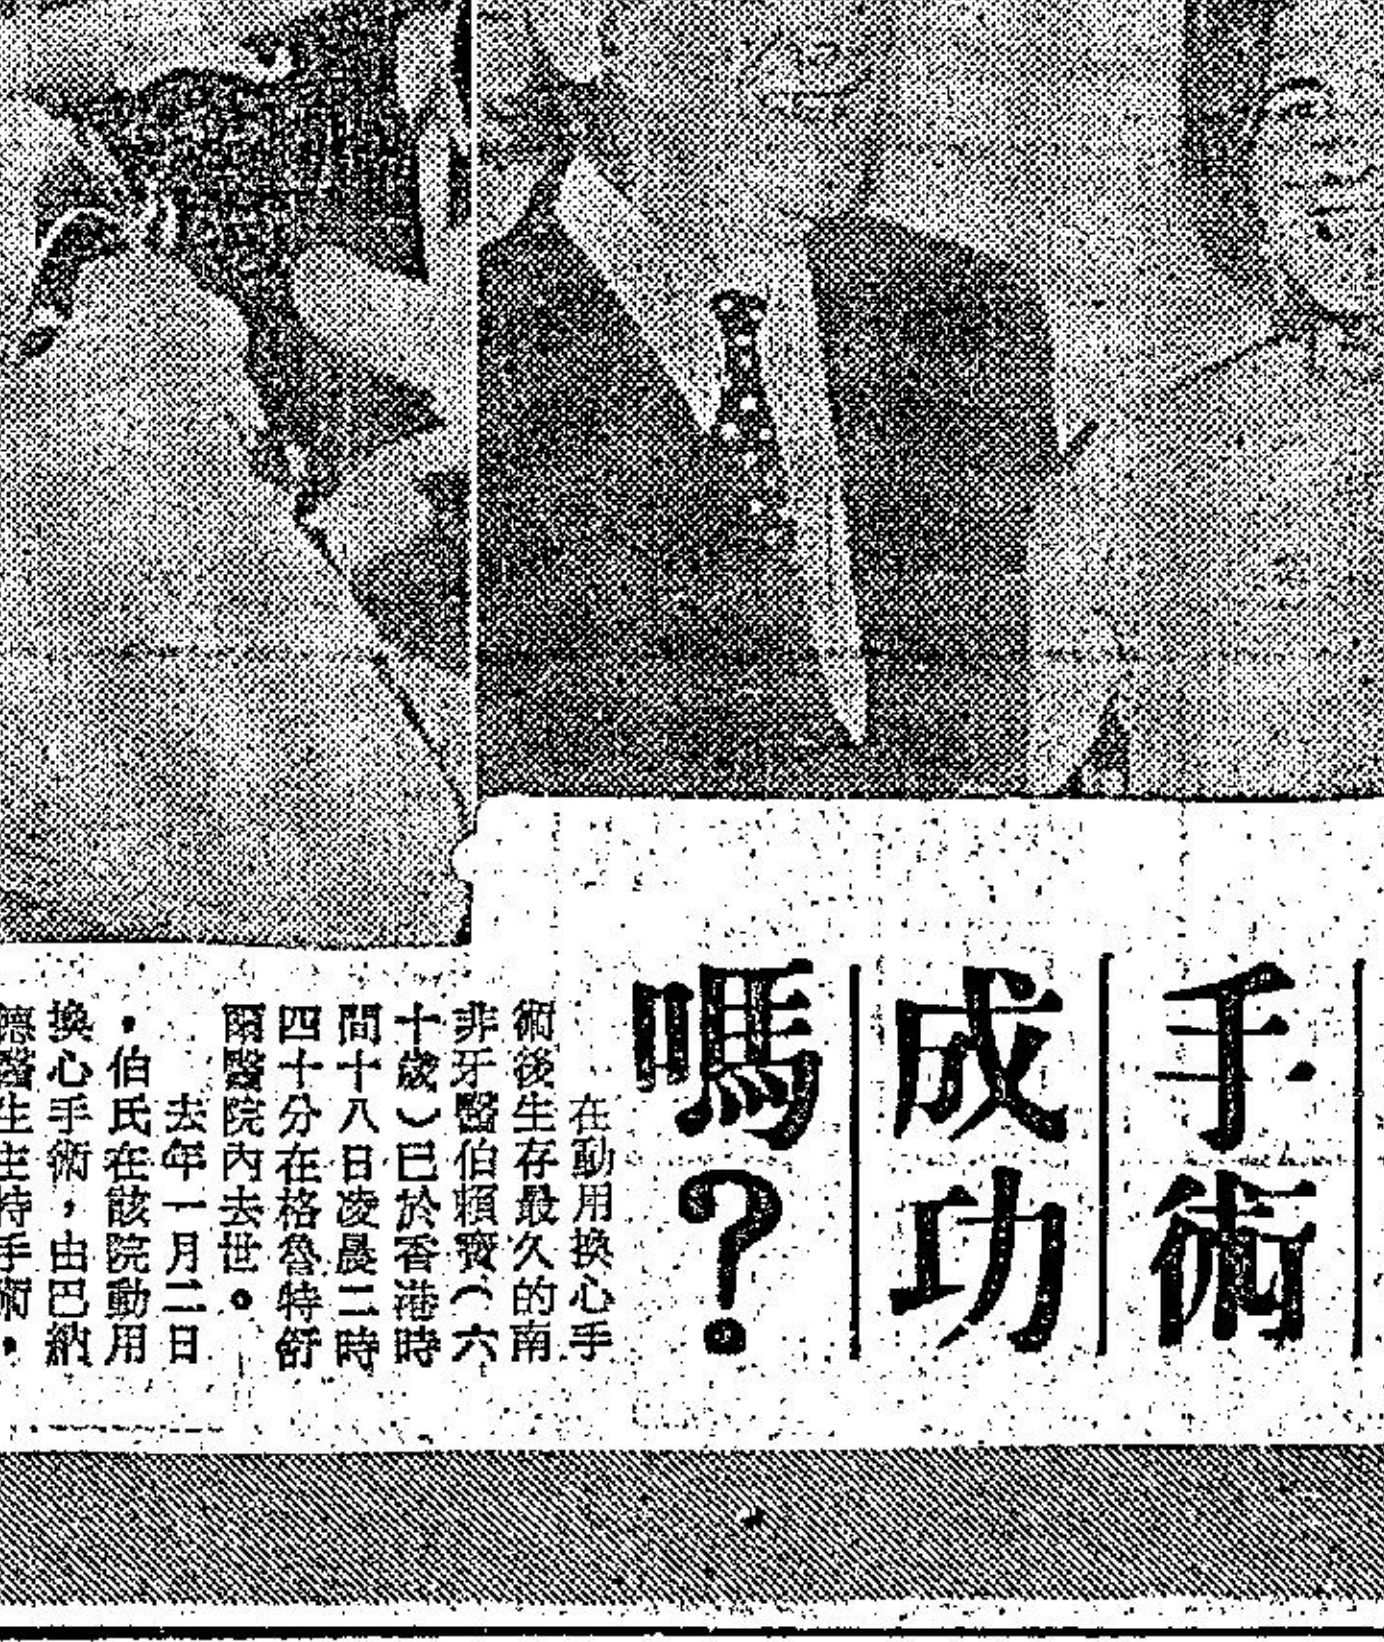 手術
成功
嗎？
在動用換心手
術後生存最久的南
非牙醫伯賴寶（六
十歲）已於香港時
間十八日凌晨二時
四十分在格魯特舒
爾醫院內去世。
去年一月二日
，伯氏在該院動用
換心手術，由巴納
德醫生主持手術，